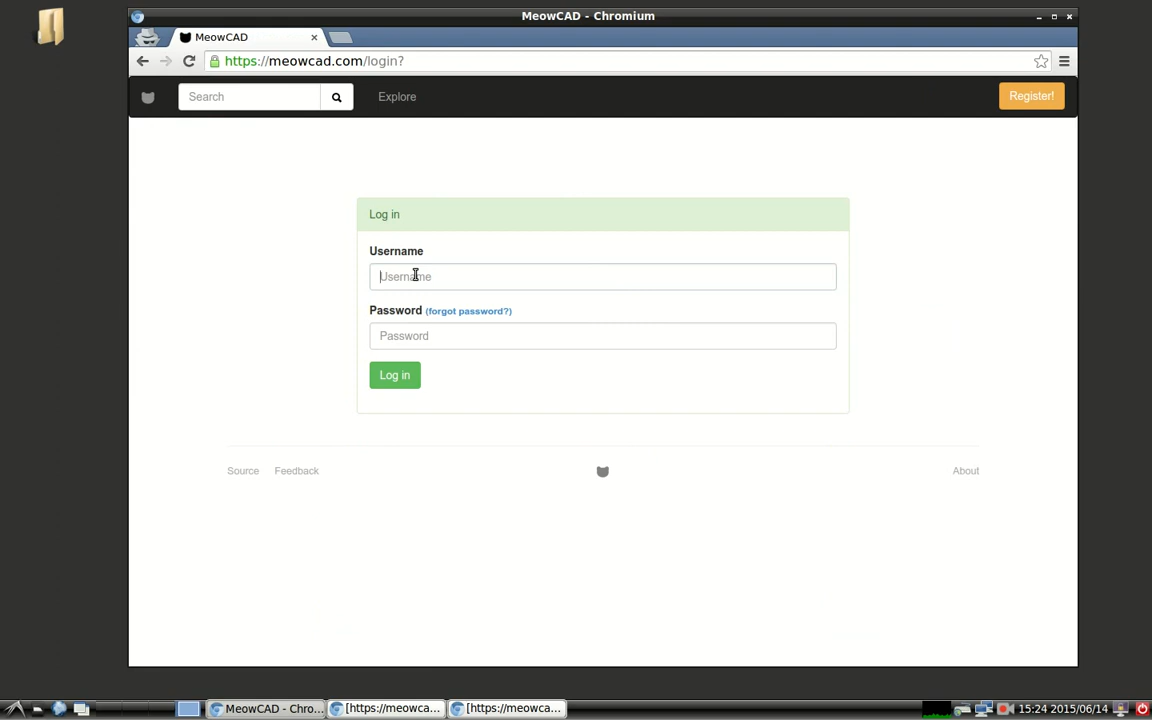 MeowCAD - Chromium
MeowCAD
https://meowcad.com/login?
Search
Explore
Register!
Log in
Username
Username
Password (forgot password?)
Password
Log in
Source
Feedback
About
MeowCAD - Chro...
[https://meowca...
[https://meowca...
15:24 2015/06/14